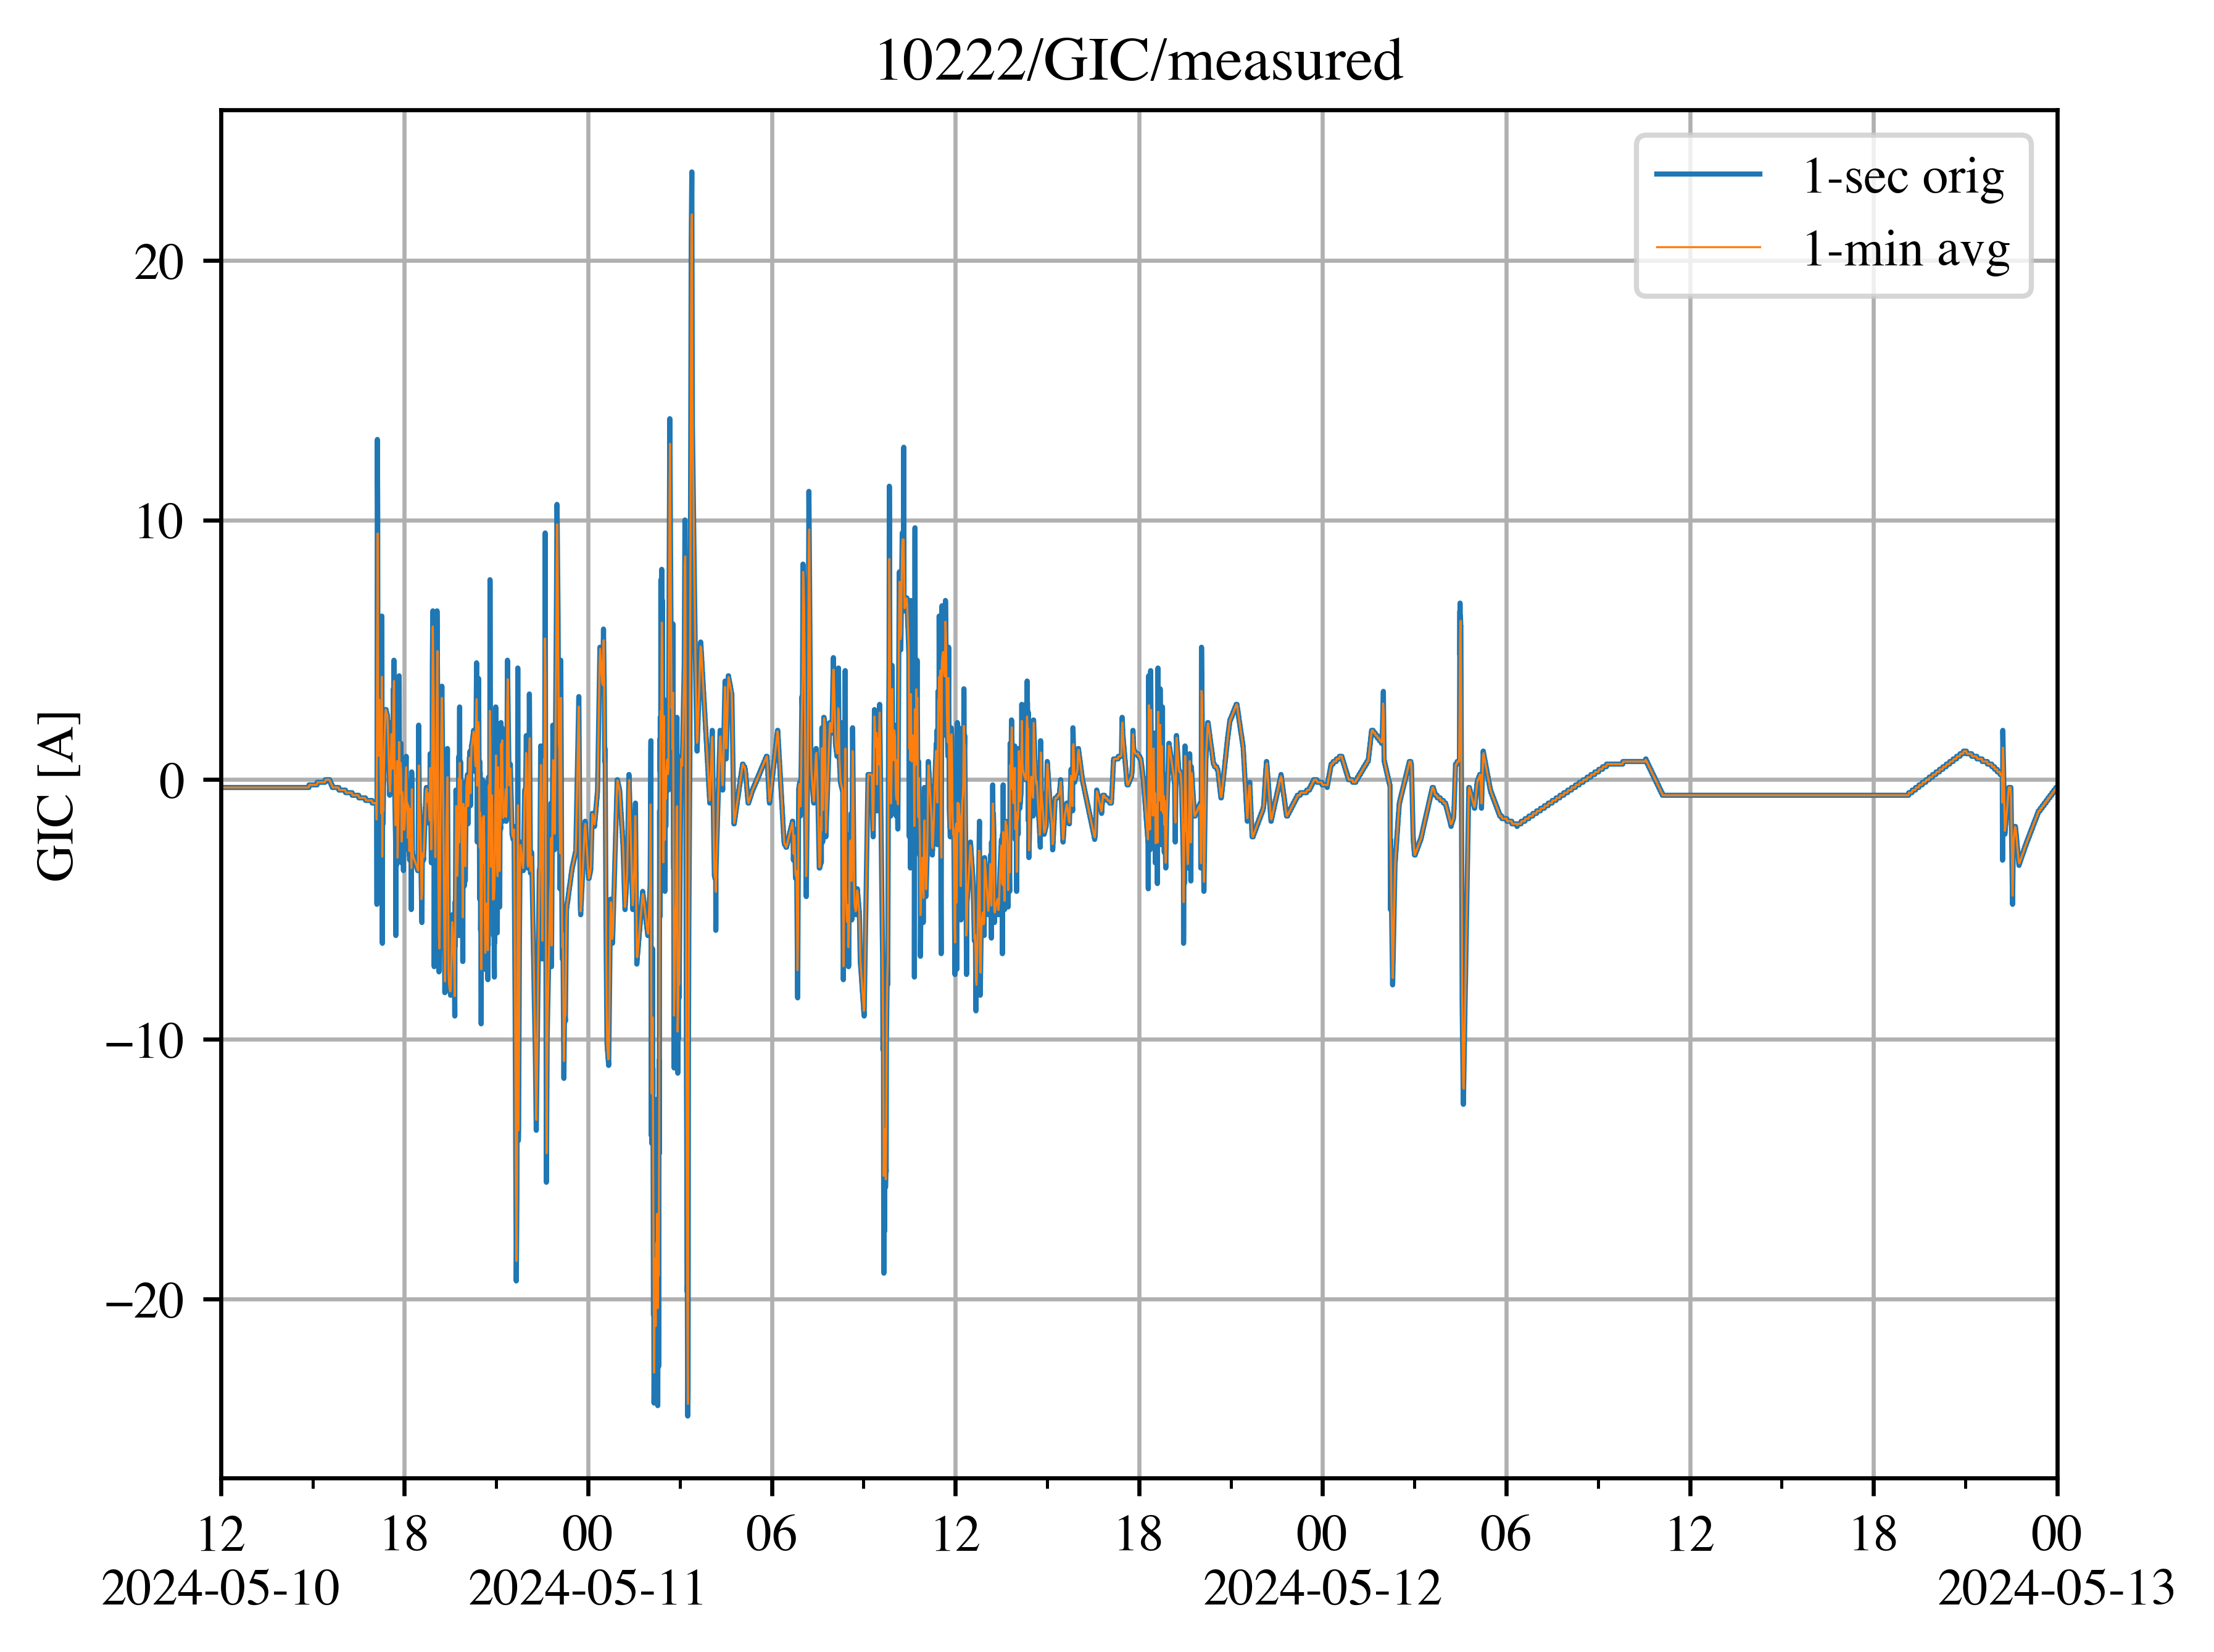 10222/GIC/measured
1-sec orig
1-min avg
20
10
0
−10
−20
GIC [A]
12 18 00 06 12 18 00 06 12 18 00
2024-05-10 2024-05-11 2024-05-12 2024-05-13